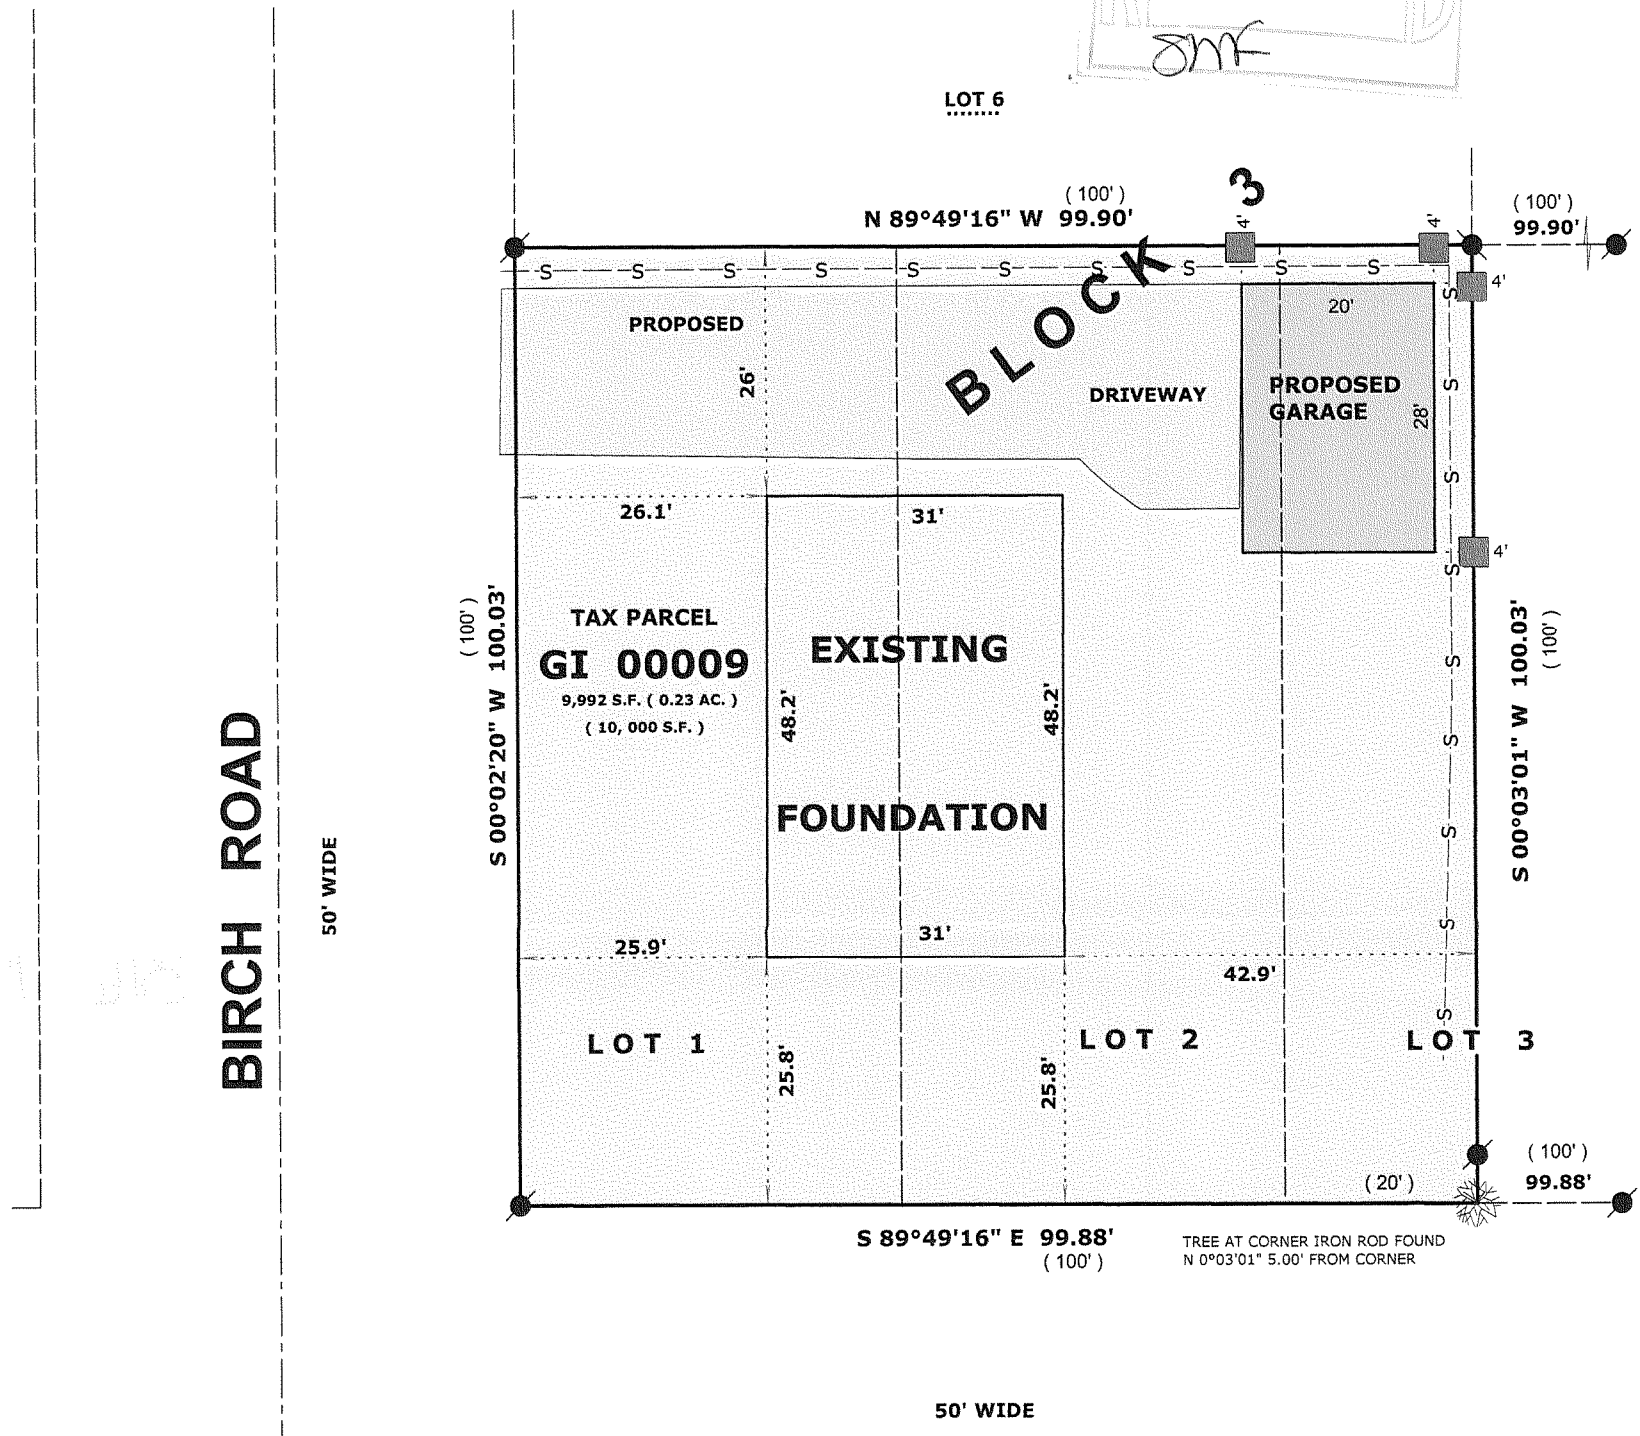 LOT 6
3
( 100' )
N 89°49'16" W 99.90'
4'
4'
( 100' )
99.90'
S S S S S S S S S S
4'
PROPOSED
BLOCK
26'
20'
DRIVEWAY
PROPOSED
GARAGE
28'
4'
26.1'
31'
( 100' )
S 00°02'20" W 100.03'
TAX PARCEL
GI 00009
9,992 S.F. ( 0.23 AC. )
( 10, 000 S.F. )
EXISTING
FOUNDATION
48.2'
48.2'
S S S S S S S S S
S 00°03'01" W 100.03'
( 100' )
BIRCH ROAD
50' WIDE
25.9'
31'
42.9'
LOT 1
25.8'
25.8'
LOT 2
LOT 3
( 20' )
( 100' )
99.88'
S 89°49'16" E 99.88'
( 100' )
TREE AT CORNER IRON ROD FOUND
N 0°03'01" 5.00' FROM CORNER
50' WIDE